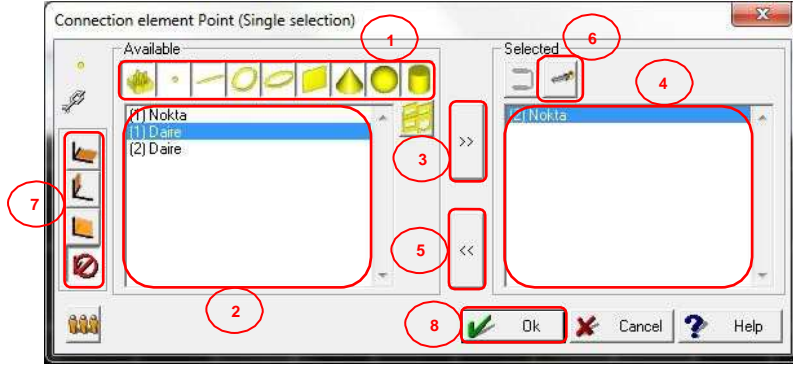 Connection element Point (Single selection)
1
6
Available
Selected
4
(1) Nokta
(1) Daire
(2) Daire
(2) Nokta
3
>>
7
5
<<
2
8
Ok
Cancel
Help